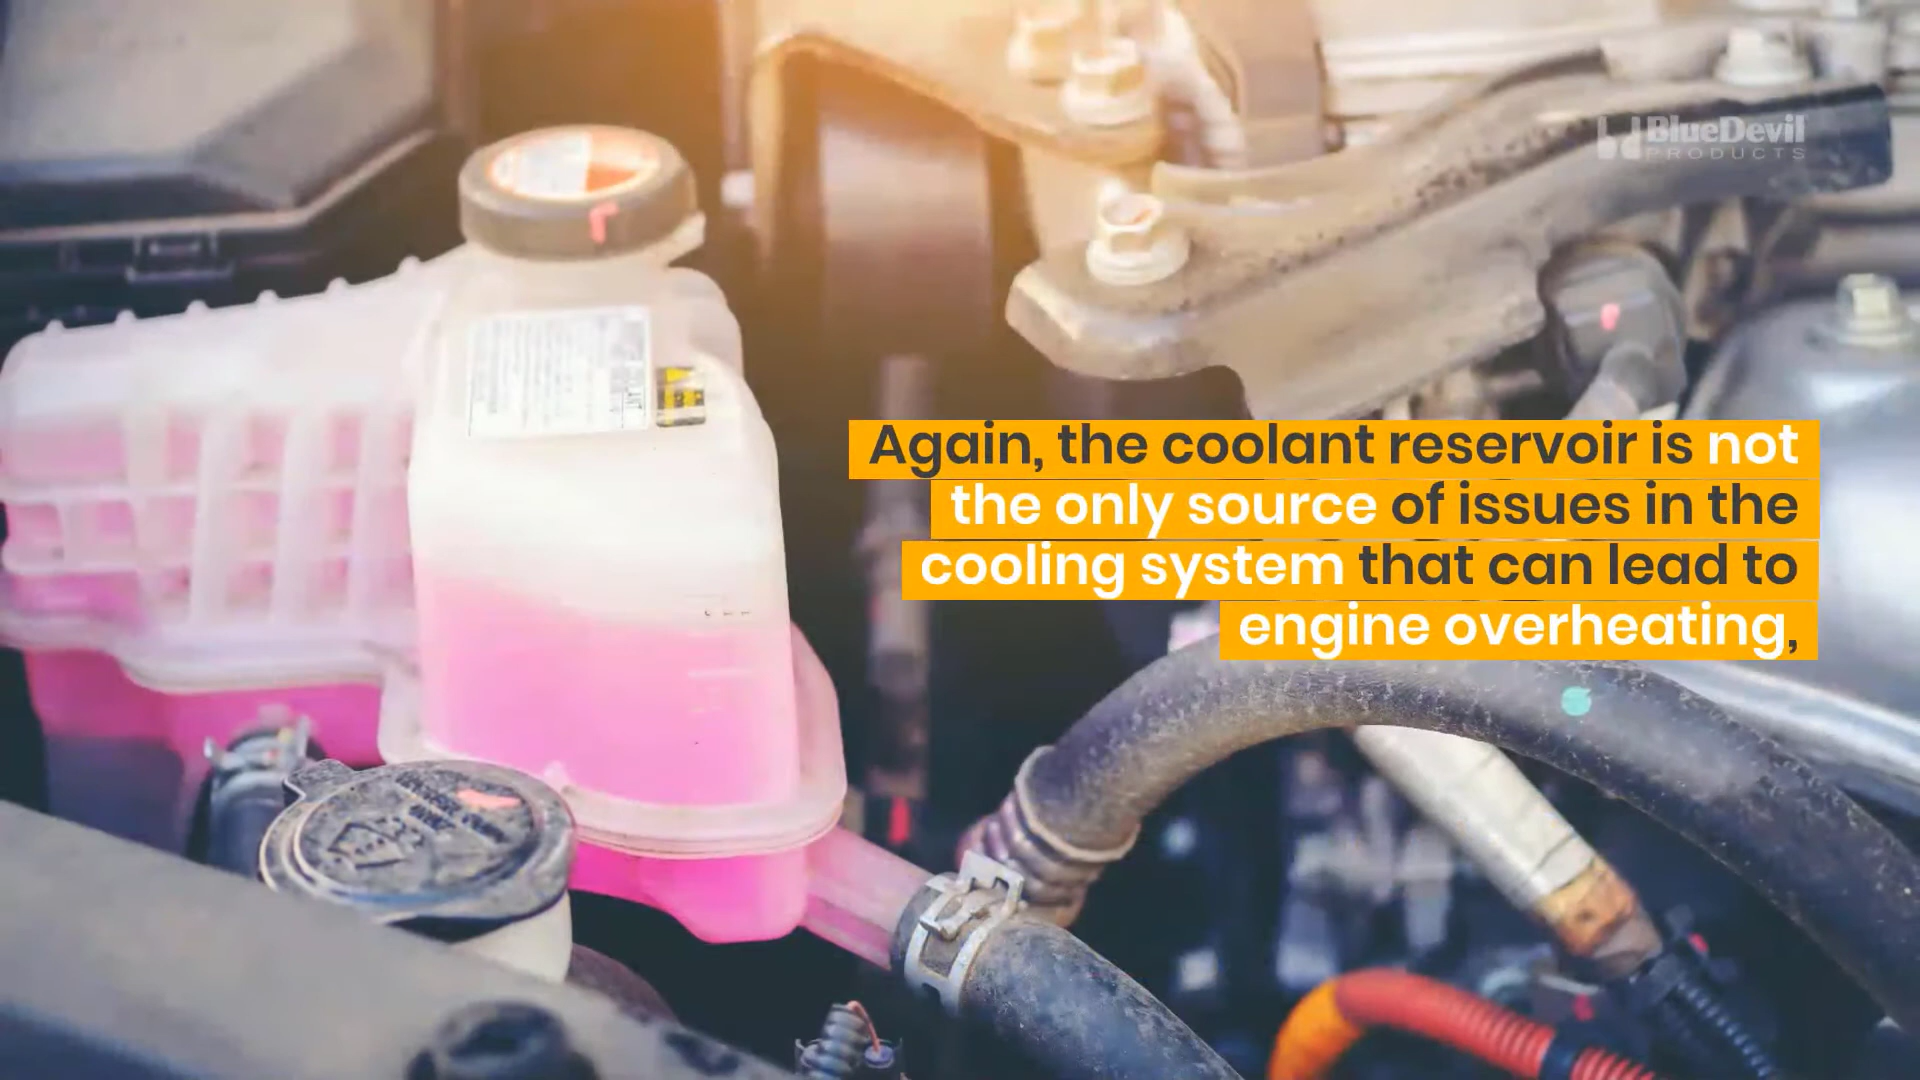 BlueDevil
PRODUCTS
Again, the coolant reservoir is not
the only source of issues in the
cooling system that can lead to
engine overheating,